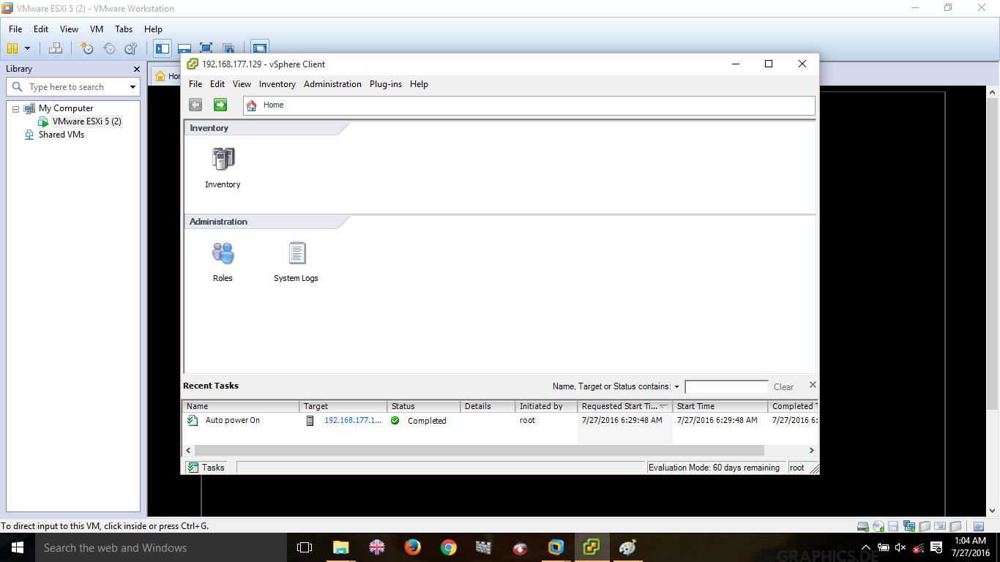 VMware ESXi 5 (2) - VMware Workstation
File Edit View VM Tabs Help
Library
Type here to search
My Computer
VMware ESXi 5 (2)
Shared VMs
192.168.177.129 - vSphere Client
File Edit View Inventory Administration Plug-ins Help
Home
Inventory
Inventory
Administration
Roles System Logs
Recent Tasks Name, Target or Status contains: Clear
Name Target Status Details Initiated by Requested Start Ti... Start Time Completed T
Auto power On 192.168.177.1... Completed root 7/27/2016 6:29:48 AM 7/27/2016 6:29:48 AM 7/27/2016 6:
Tasks Evaluation Mode: 60 days remaining root
To direct input to this VM, click inside or press Ctrl+G.
Search the web and Windows
1:04 AM
7/27/2016